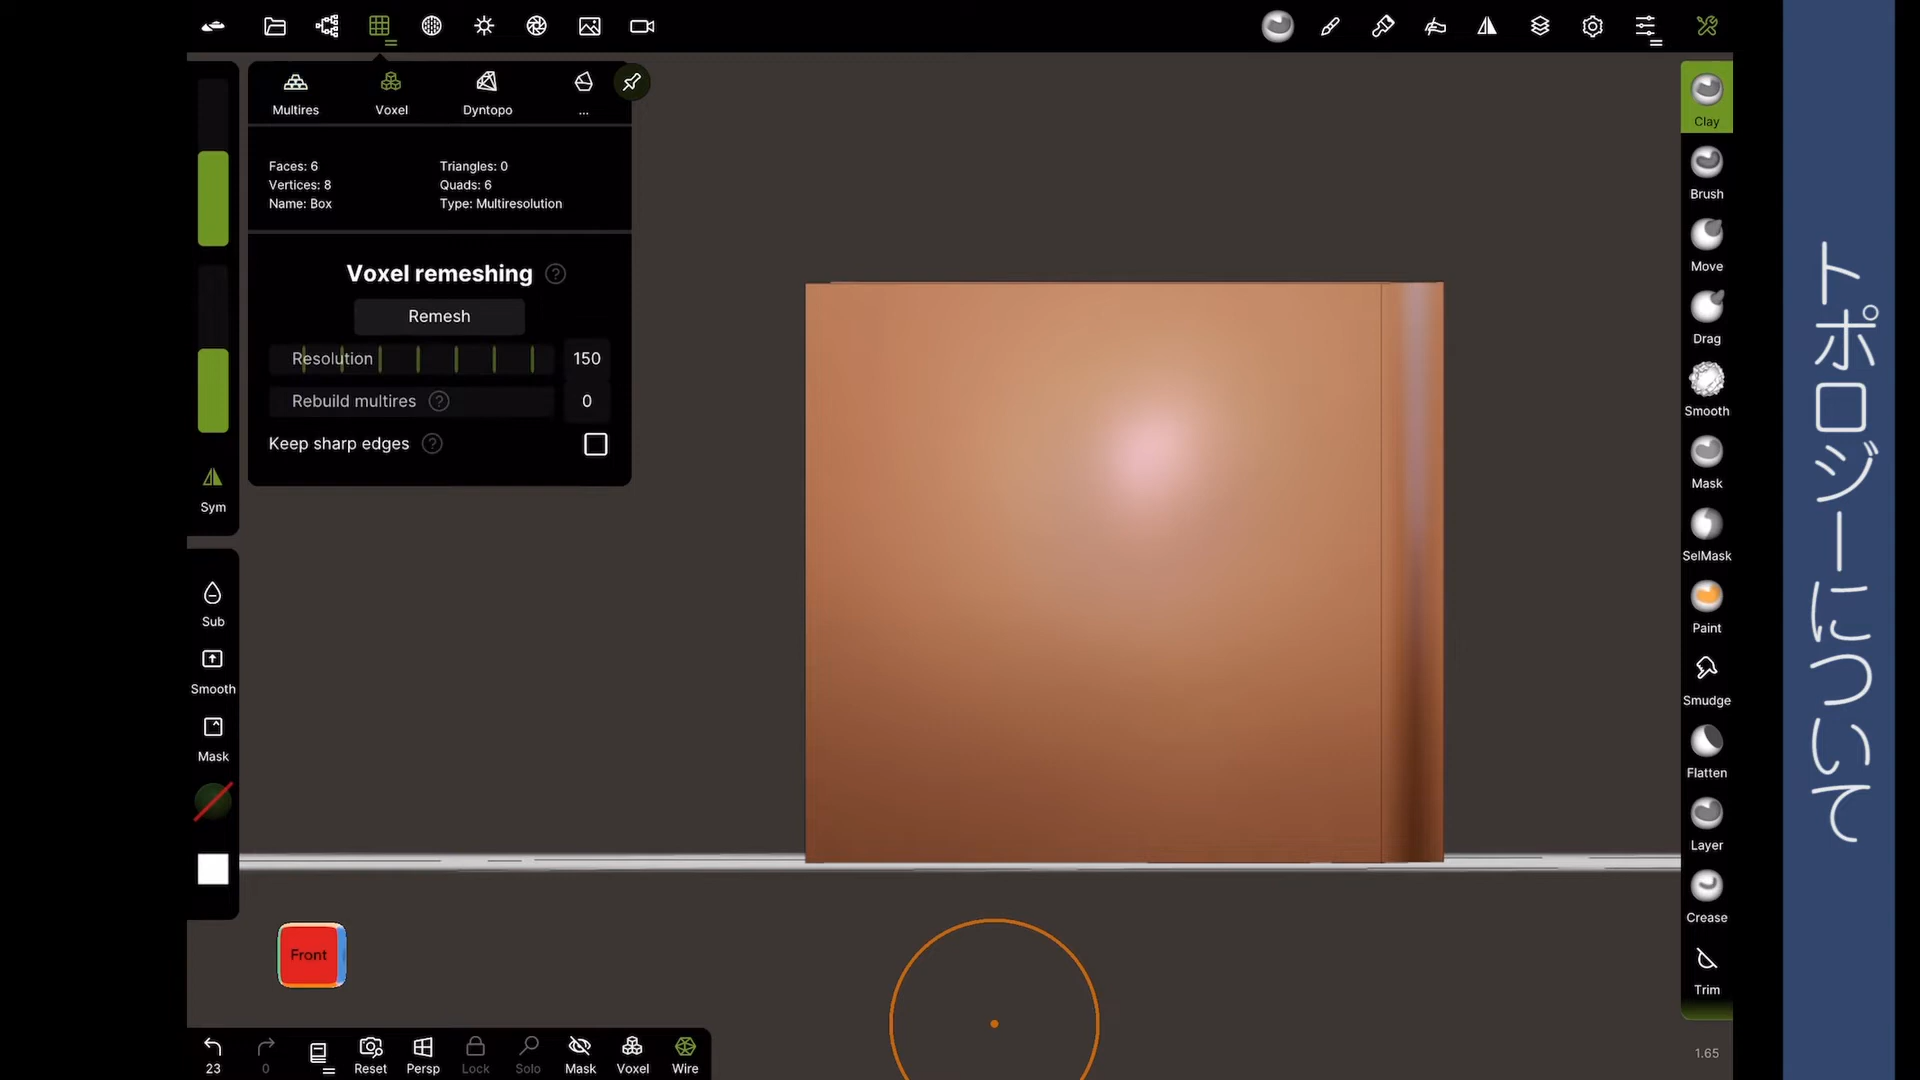 Multires
Voxel
Dyntopo
...
Faces: 6
Triangles: 0
Vertices: 8
Quads: 6
Name: Box
Type: Multiresolution
Voxel remeshing ?
Remesh
Resolution 150
Rebuild multires ? 0
Keep sharp edges ?
Sym
Sub
Smooth
Mask
Front
23
0
Reset
Persp
Lock
Solo
Mask
Voxel
Wire
Clay
Brush
Move
Drag
Smooth
Mask
SelMask
Paint
Smudge
Flatten
Layer
Crease
Trim
1.65
トポロジーについて